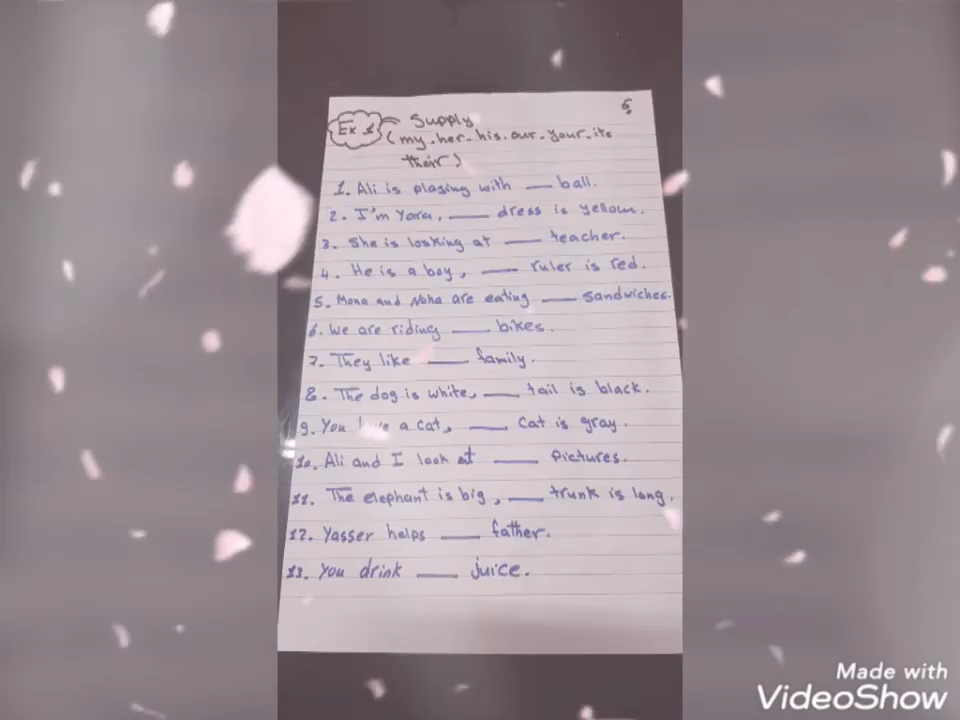 5
Ex 1 Supply
(my - her - his - our - your - its
their)
1. Ali is playing with ___ ball.
2. I'm Yara, ___ dress is yellow.
3. She is looking at ___ teacher.
4. He is a boy, ___ ruler is red.
5. Mona and Noha are eating ___ sandwiches.
6. We are riding ___ bikes.
7. They like ___ family.
8. The dog is white, ___ tail is black.
9. You have a cat, ___ cat is gray.
10. Ali and I look at ___ pictures.
11. The elephant is big, ___ trunk is long.
12. Yasser helps ___ father.
13. You drink ___ juice.
Made with
VideoShow